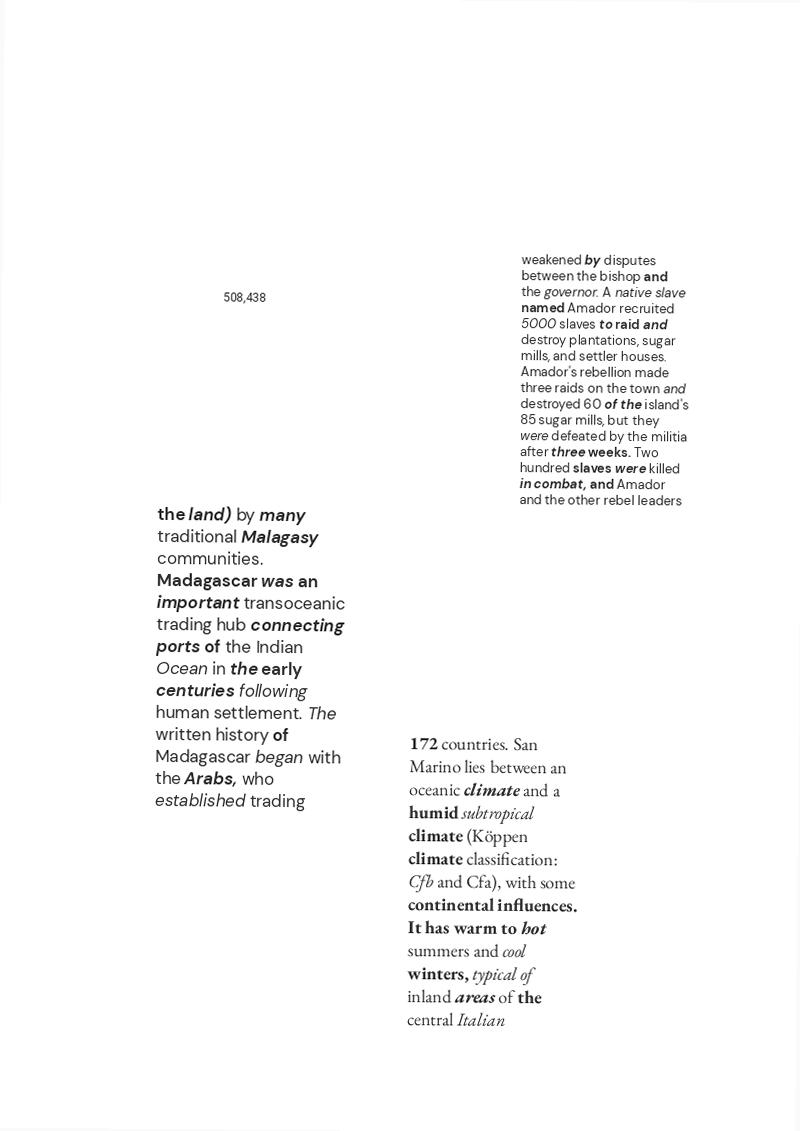 508,438
weakened by disputes
between the bishop and
the governor. A native slave
named Amador recruited
5000 slaves to raid and
destroy plantations, sugar
mills, and settler houses.
Amador's rebellion made
three raids on the town and
destroyed 60 of the island's
85 sugar mills, but they
were defeated by the militia
after three weeks. Two
hundred slaves were killed
in combat, and Amador
and the other rebel leaders
the land) by many
traditional Malagasy
communities.
Madagascar was an
important transoceanic
trading hub connecting
ports of the Indian
Ocean in the early
centuries following
human settlement. The
written history of
Madagascar began with
the Arabs, who
established trading
172 countries. San
Marino lies between an
oceanic climate and a
humid subtropical
climate (Köppen
climate classification:
Cfb and Cfa), with some
continental influences.
It has warm to hot
summers and cool
winters, typical of
inland areas of the
central Italian